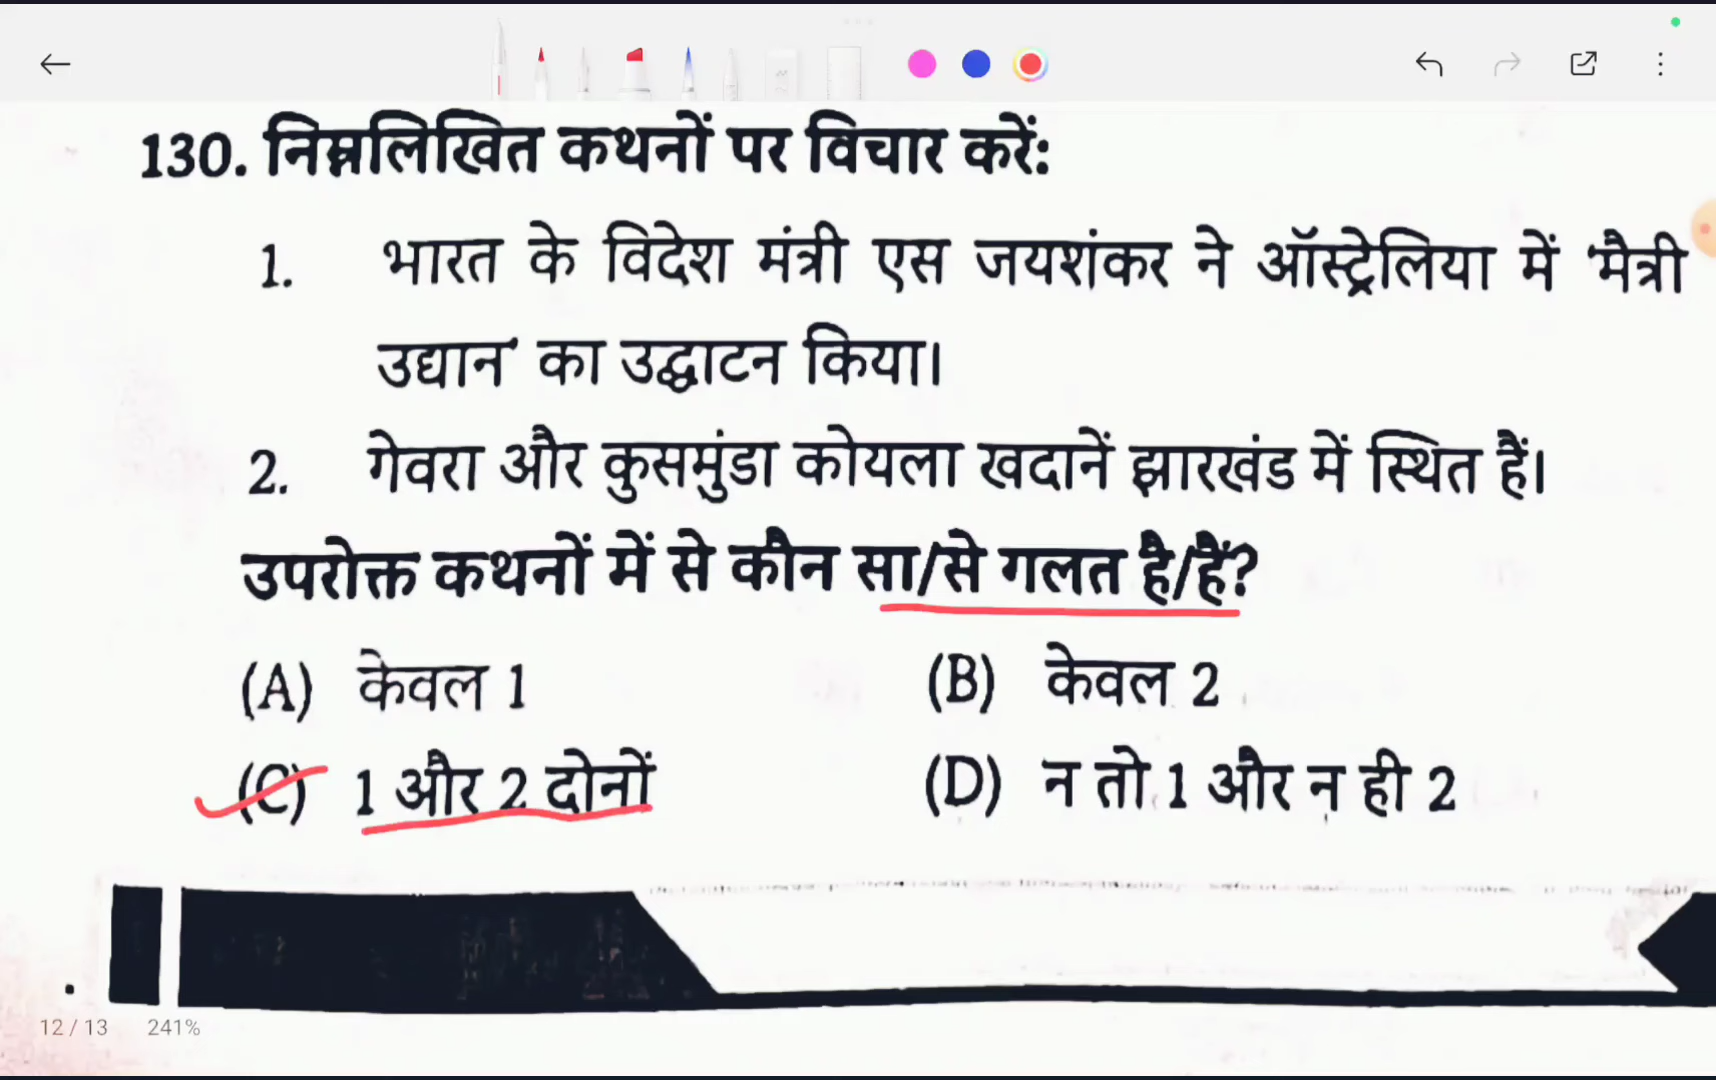 130. निम्नलिखित कथनों पर विचार करें:
1. भारत के विदेश मंत्री एस जयशंकर ने ऑस्ट्रेलिया में 'मैत्री
उद्यान' का उद्घाटन किया।
2. गेवरा और कुसमुंडा कोयला खदानें झारखंड में स्थित हैं।
उपरोक्त कथनों में से कौन सा/से गलत है/हैं?
(A) केवल 1 (B) केवल 2
(C) 1 और 2 दोनों (D) न तो 1 और न ही 2
12 / 13 241%